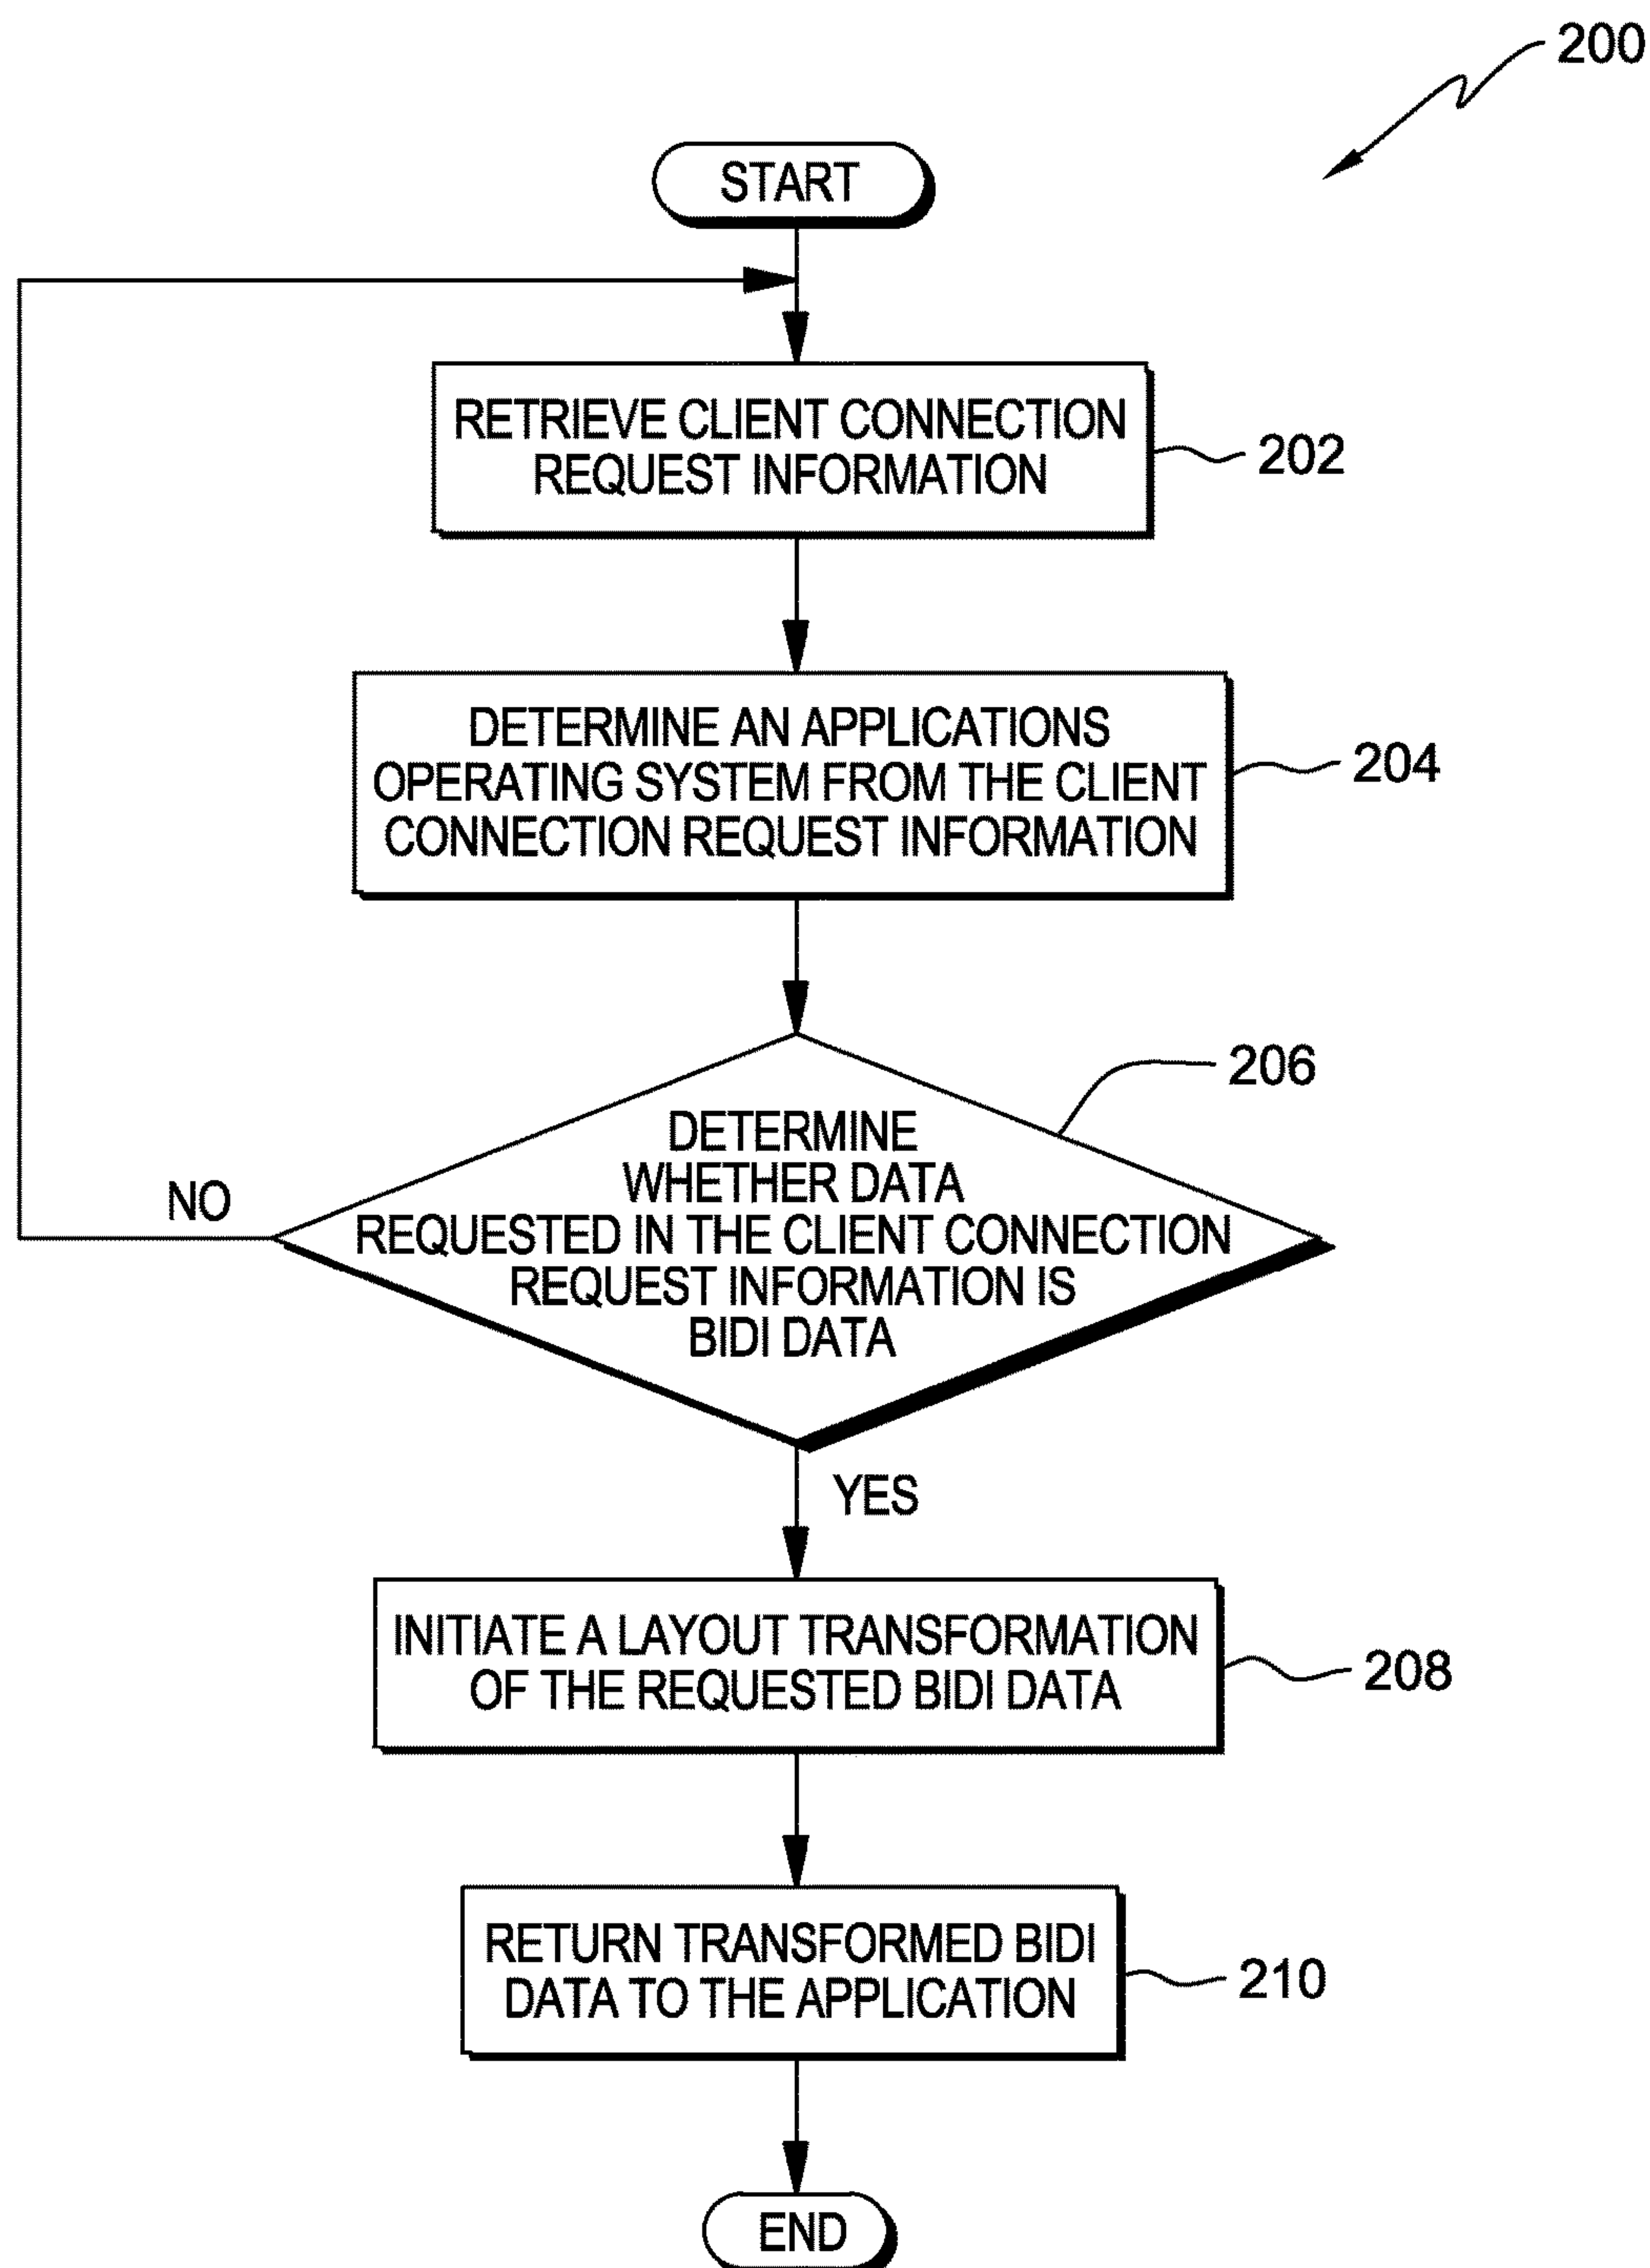 200
START
RETRIEVE CLIENT CONNECTION
REQUEST INFORMATION
202
DETERMINE AN APPLICATIONS
OPERATING SYSTEM FROM THE CLIENT
CONNECTION REQUEST INFORMATION
204
206
DETERMINE
WHETHER DATA
REQUESTED IN THE CLIENT CONNECTION
REQUEST INFORMATION IS
BIDI DATA
NO
YES
INITIATE A LAYOUT TRANSFORMATION
OF THE REQUESTED BIDI DATA
208
RETURN TRANSFORMED BIDI
DATA TO THE APPLICATION
210
END